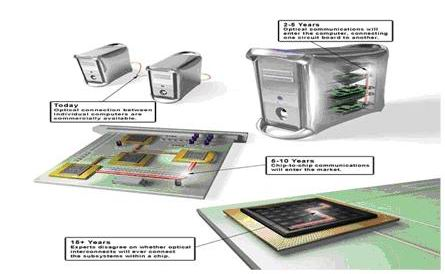 2-5 Years
Optical communications will
enter the computer, connecting
one circuit board to another.
Today
Optical connection between
individual computers are
commercially available.
5-10 Years
Chip-to-chip communications
will enter the market.
15+ Years
Experts disagree on whether optical
interconnects will ever connect
the subsystems within a chip.